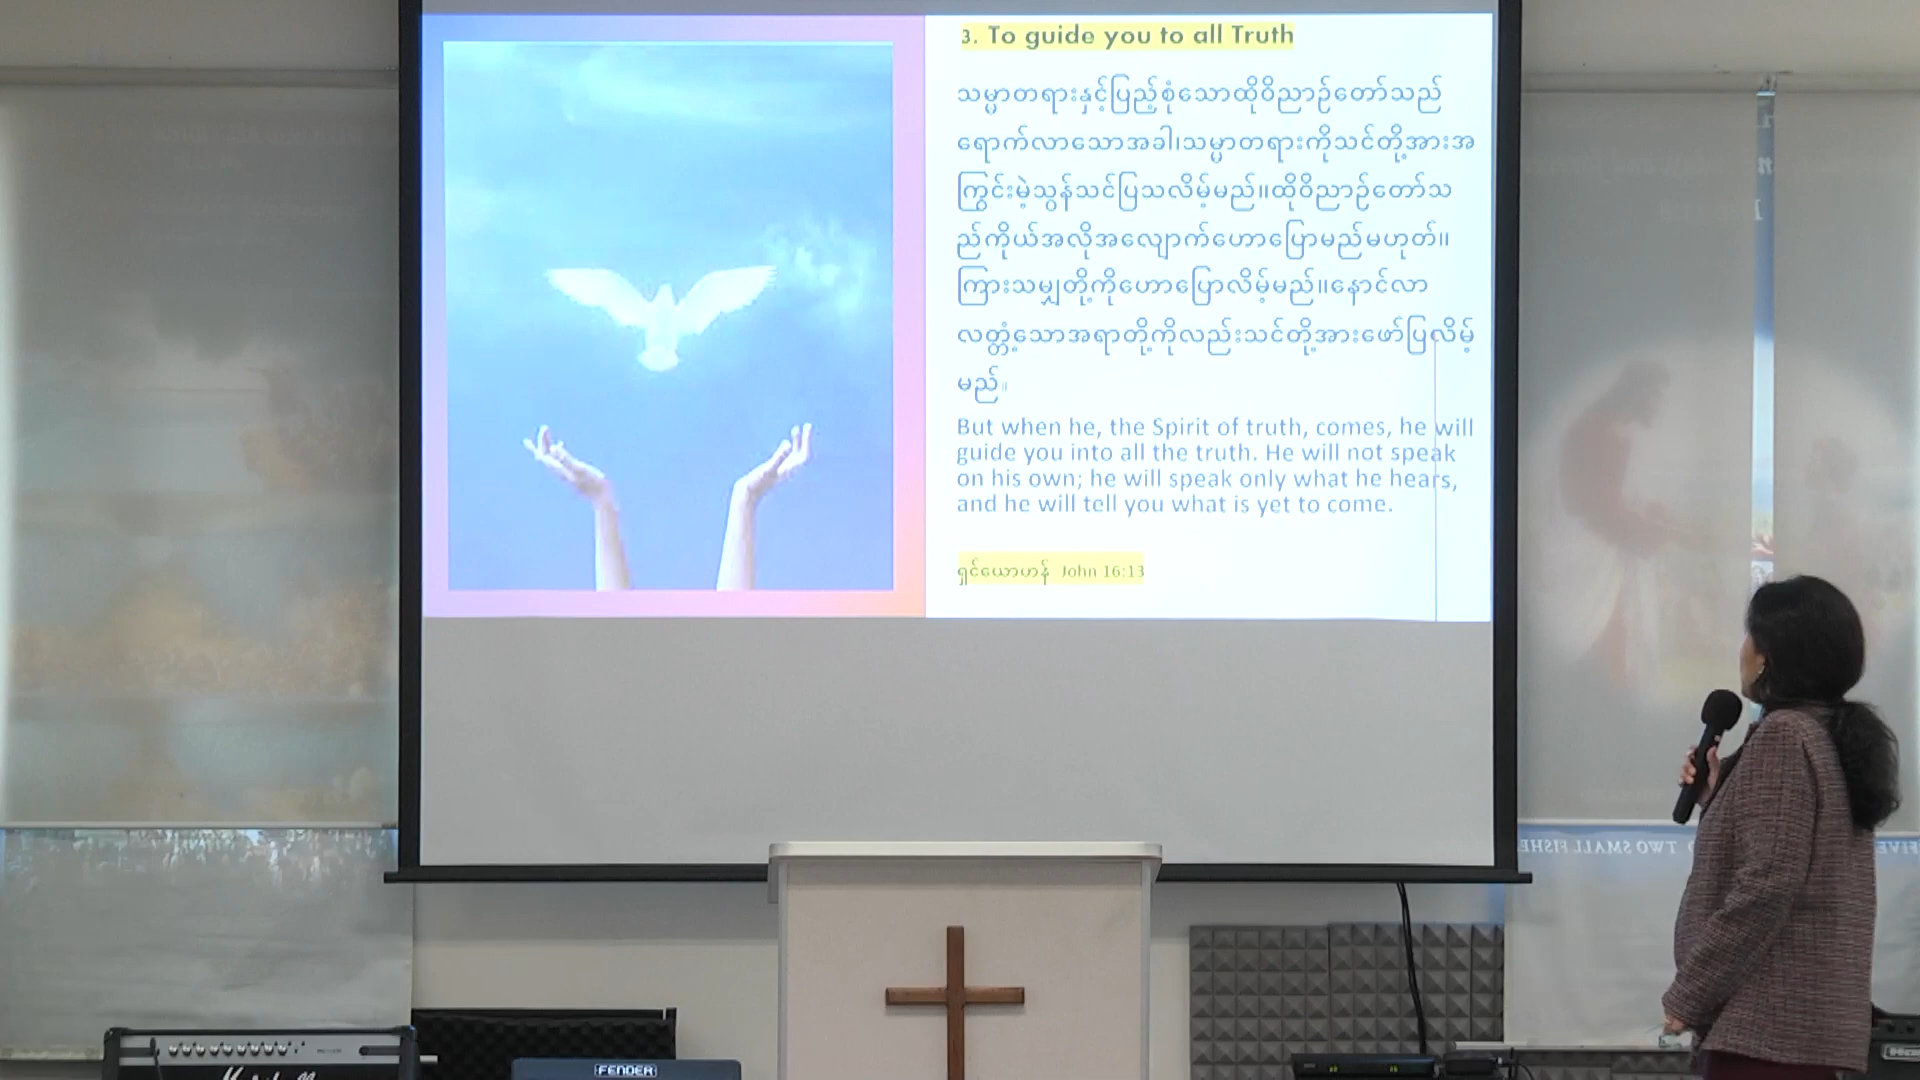 3. To guide you to all Truth
သမ္မာတရားနှင့်ပြည့်စုံသောထိုဝိညာဉ်တော်သည်
ရောက်လာသောအခါ၊သမ္မာတရားကိုသင်တို့အားအ
ကြွင်းမဲ့သွန်သင်ပြသလိမ့်မည်။ထိုဝိညာဉ်တော်သ
ည်ကိုယ်အလိုအလျောက်ဟောပြောမည်မဟုတ်။
ကြားသမျှတို့ကိုဟောပြောလိမ့်မည်။နောင်လာ
လတ္တံ့သောအရာတို့ကိုလည်းသင်တို့အားဖော်ပြလိမ့်
မည်။
But when he, the Spirit of truth, comes, he will
guide you into all the truth. He will not speak
on his own; he will speak only what he hears,
and he will tell you what is yet to come.
ရှင်ယောဟန် John 16:13
TWO SMALL FISHE
FIVE
FENDER